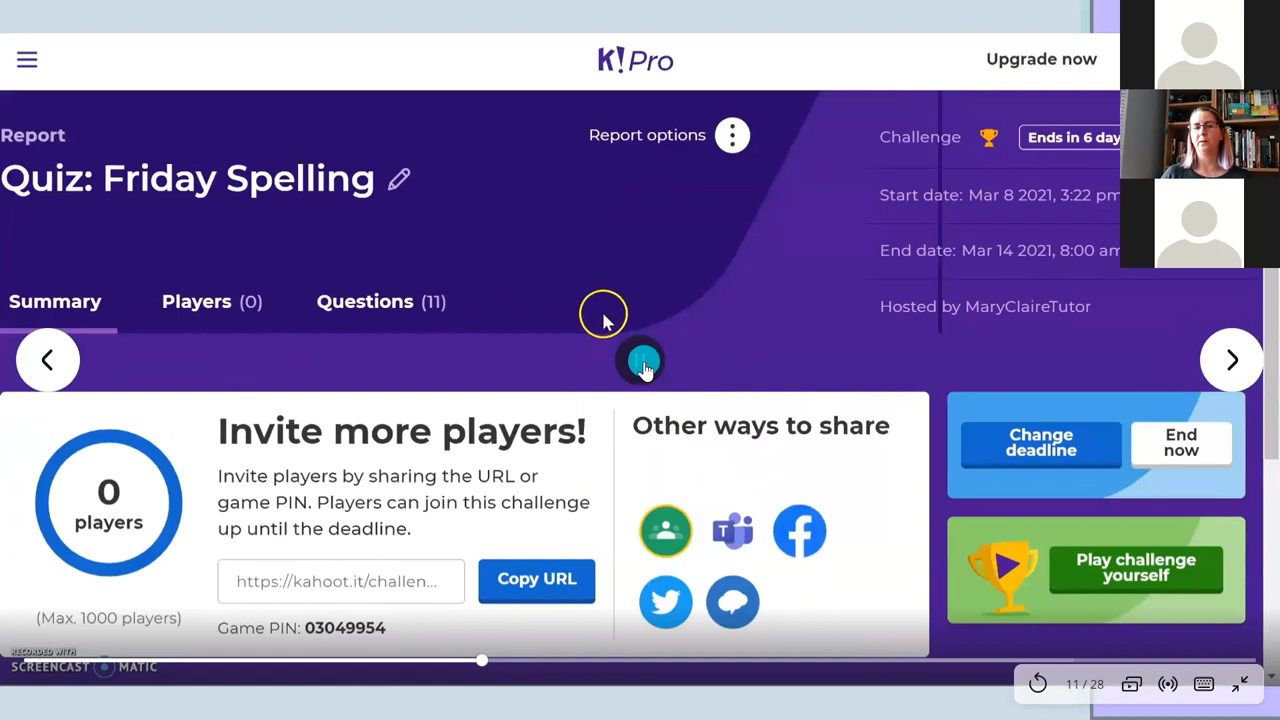 K! Pro
Upgrade now
Report
Report options
Quiz: Friday Spelling
Challenge
Ends in 6 day
Start date: Mar 8 2021, 3:22 pm
End date: Mar 14 2021, 8:00 am
Hosted by MaryClaireTutor
Summary
Players (0)
Questions (11)
0
players
(Max. 1000 players)
Invite more players!
Invite players by sharing the URL or
game PIN. Players can join this challenge
up until the deadline.
https://kahoot.it/challen...
Copy URL
Game PIN: 03049954
Other ways to share
Change
deadline
End
now
Play challenge
yourself
RECORDED WITH
SCREENCAST MATIC
11 / 28